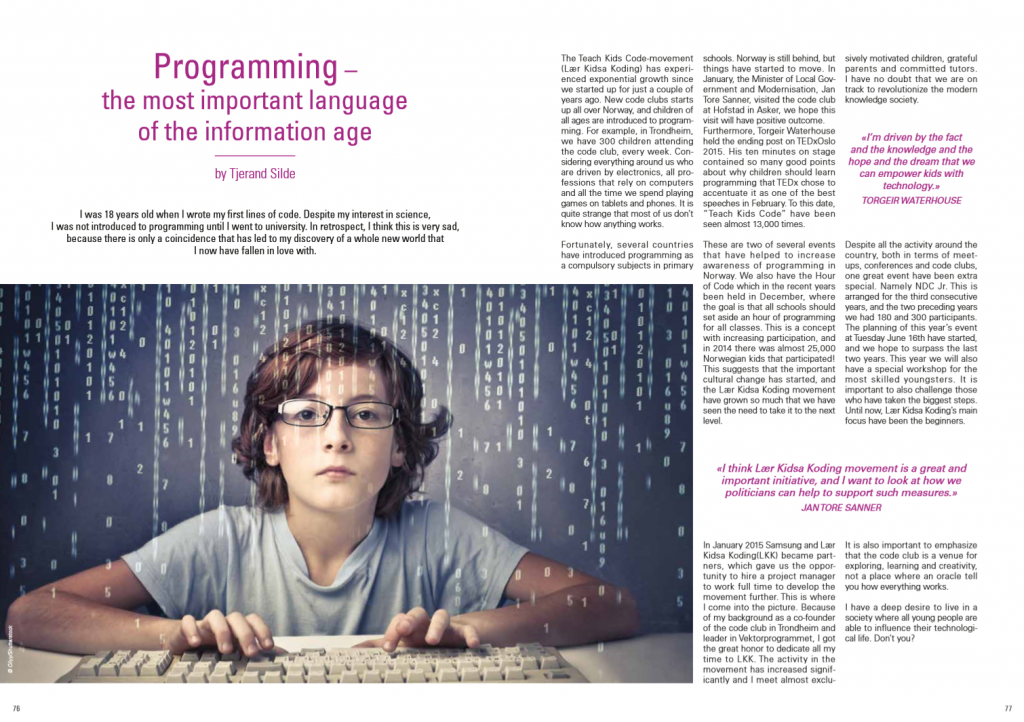 Programming –
the most important language
of the information age
by Tjerand Silde
I was 18 years old when I wrote my first lines of code. Despite my interest in science,
I was not introduced to programming until I went to university. In retrospect, I think this is very sad,
because there is only a coincidence that has led to my discovery of a whole new world that
I now have fallen in love with.
The Teach Kids Code-movement
(Lær Kidsa Koding) has experi-
enced exponential growth since
we started up for just a couple of
years ago. New code clubs starts
up all over Norway, and children of
all ages are introduced to program-
ming. For example, in Trondheim,
we have 300 children attending
the code club, every week. Con-
sidering everything around us who
are driven by electronics, all pro-
fessions that rely on computers
and all the time we spend playing
games on tablets and phones. It is
quite strange that most of us don't
know how anything works.
Fortunately, several countries
have introduced programming as
a compulsory subjects in primary
schools. Norway is still behind, but
things have started to move. In
January, the Minister of Local Gov-
ernment and Modernisation, Jan
Tore Sanner, visited the code club
at Hofstad in Asker, we hope this
visit will have positive outcome.
Furthermore, Torgeir Waterhouse
held the ending post on TEDxOslo
2015. His ten minutes on stage
contained so many good points
about why children should learn
programming that TEDx chose to
accentuate it as one of the best
speeches in February. To this date,
"Teach Kids Code" have been
seen almost 13,000 times.
These are two of several events
that have helped to increase
awareness of programming in
Norway. We also have the Hour
of Code which in the recent years
been held in December, where
the goal is that all schools should
set aside an hour of programming
for all classes. This is a concept
with increasing participation, and
in 2014 there was almost 25,000
Norwegian kids that participated!
This suggests that the important
cultural change has started, and
the Lær Kidsa Koding movement
have grown so much that we have
seen the need to take it to the next
level.
«I think Lær Kidsa Koding movement is a great and
important initiative, and I want to look at how we
politicians can help to support such measures.»
JAN TORE SANNER
In January 2015 Samsung and Lær
Kidsa Koding(LKK) became part-
ners, which gave us the oppor-
tunity to hire a project manager
to work full time to develop the
movement further. This is where
I come into the picture. Because
of my background as a co-founder
of the code club in Trondheim and
leader in Vektorprogrammet, I got
the great honor to dedicate all my
time to LKK. The activity in the
movement has increased signif-
icantly and I meet almost exclu-
sively motivated children, grateful
parents and committed tutors.
I have no doubt that we are on
track to revolutionize the modern
knowledge society.
«I'm driven by the fact
and the knowledge and the
hope and the dream that we
can empower kids with
technology.»
TORGEIR WATERHOUSE
Despite all the activity around the
country, both in terms of meet-
ups, conferences and code clubs,
one great event have been extra
special. Namely NDC Jr. This is
arranged for the third consecutive
years, and the two preceding years
we had 180 and 300 participants.
The planning of this year's event
at Tuesday June 16th have started,
and we hope to surpass the last
two years. This year we will also
have a special workshop for the
most skilled youngsters. It is
important to also challenge those
who have taken the biggest steps.
Until now, Lær Kidsa Koding's main
focus have been the beginners.
It is also important to emphasize
that the code club is a venue for
exploring, learning and creativity,
not a place where an oracle tell
you how everything works.
I have a deep desire to live in a
society where all young people are
able to influence their technologi-
cal life. Don't you?
76
77